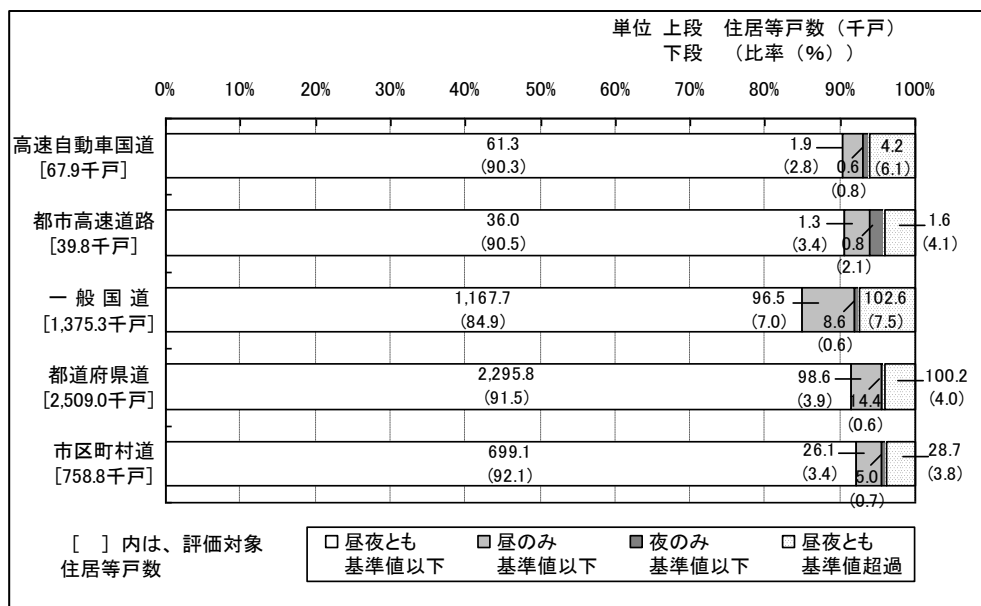 単位 上段 住居等戸数（千戸）
下段 （比率（％））
0% 10% 20% 30% 40% 50% 60% 70% 80% 90% 100%
高速自動車国道
[67.9千戸]
61.3 1.9 0.6 4.2
(90.3) (2.8) (0.8) (6.1)
都市高速道路
[39.8千戸]
36.0 1.3 0.8 1.6
(90.5) (3.4) (2.1) (4.1)
一般国道
[1,375.3千戸]
1,167.7 96.5 8.6 102.6
(84.9) (7.0) (0.6) (7.5)
都道府県道
[2,509.0千戸]
2,295.8 98.6 14.4 100.2
(91.5) (3.9) (0.6) (4.0)
市区町村道
[758.8千戸]
699.1 26.1 5.0 28.7
(92.1) (3.4) (0.7) (3.8)
[ ]内は、評価対象
住居等戸数
昼夜とも 昼のみ 夜のみ 昼夜とも
基準値以下 基準値以下 基準値以下 基準値超過